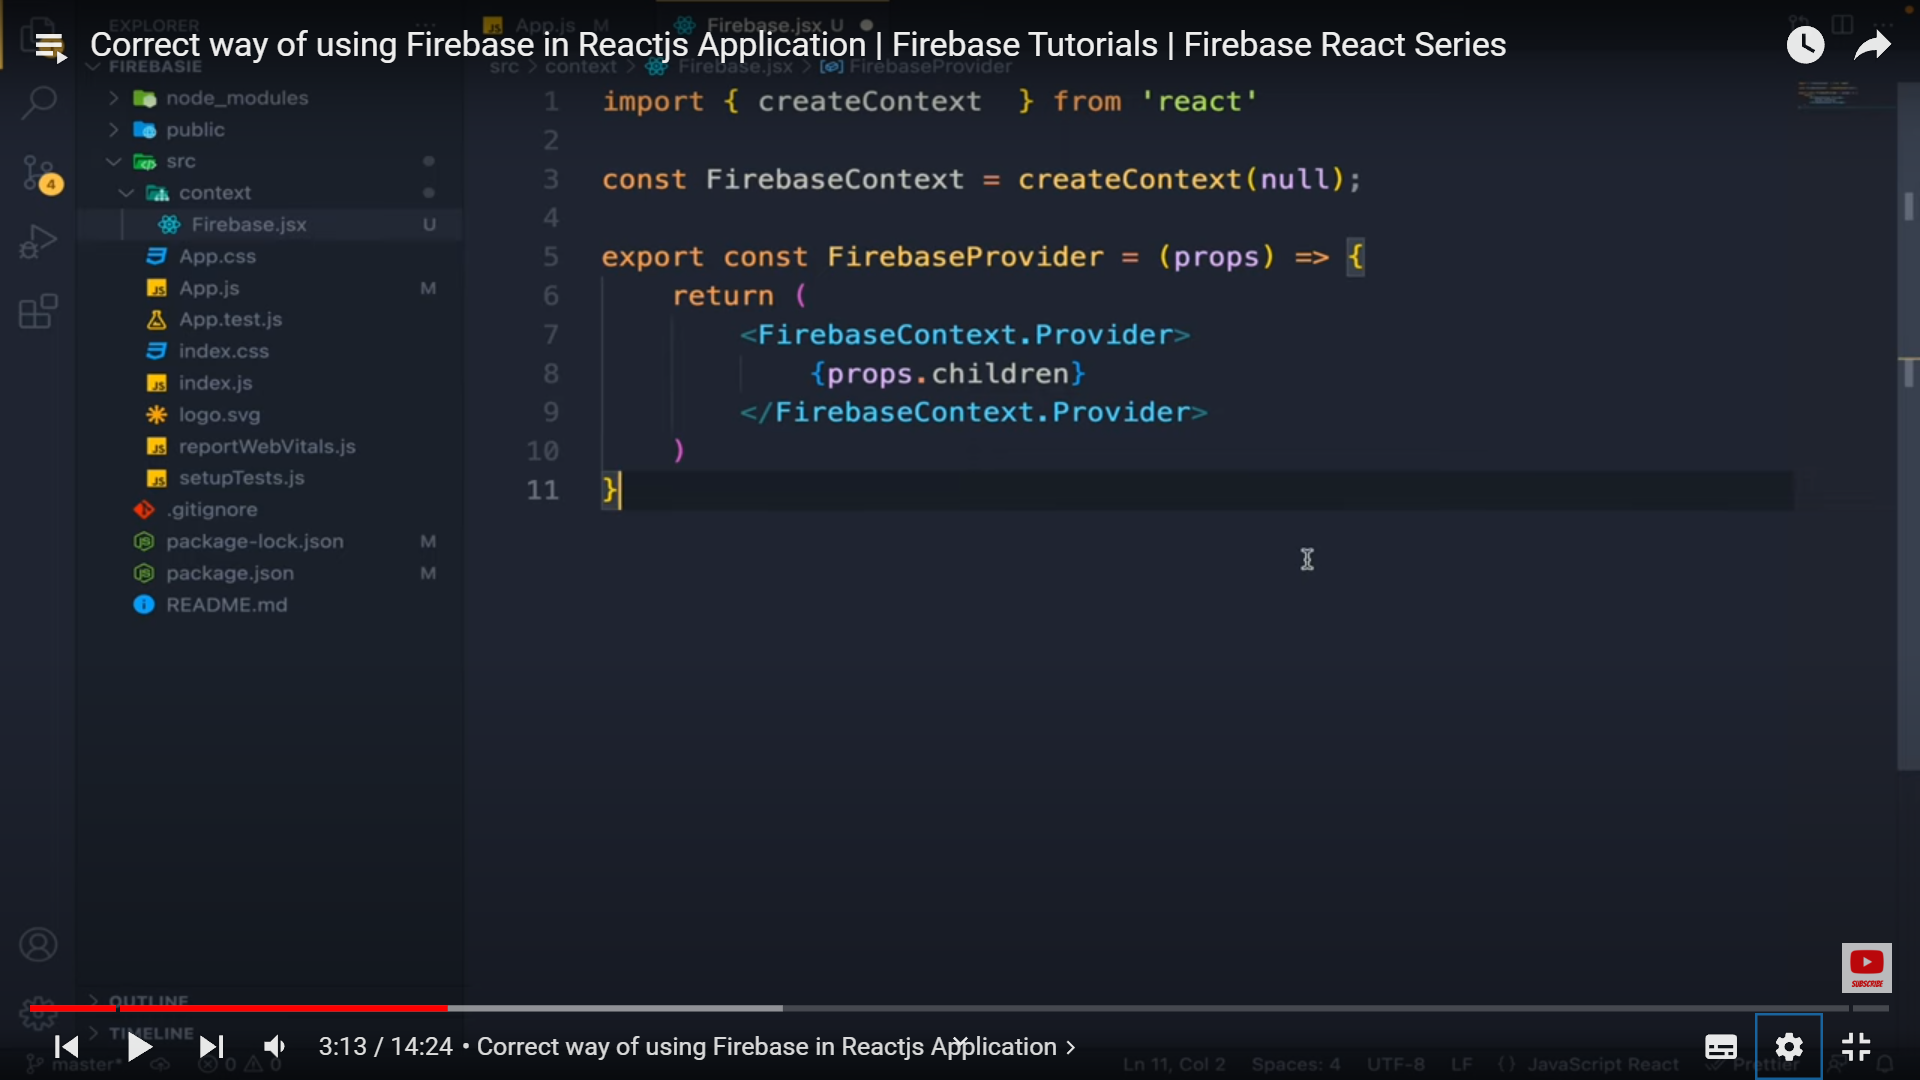 EXPLORER
App.js M
Firebase.jsx U
Correct way of using Firebase in Reactjs Application | Firebase Tutorials | Firebase React Series
FIREBASIE
src > context > Firebase.jsx > FirebaseProvider
node_modules
public
src
context
Firebase.jsx U
App.css
App.js M
App.test.js
index.css
index.js
logo.svg
reportWebVitals.js
setupTests.js
.gitignore
package-lock.json M
package.json M
README.md
4
1 import { createContext } from 'react'
2
3 const FirebaseContext = createContext(null);
4
5 export const FirebaseProvider = (props) => {
6 return (
7 <FirebaseContext.Provider>
8 {props.children}
9 </FirebaseContext.Provider>
10 )
11 }
SUBSCRIBE
OUTLINE
TIMELINE
3:13 / 14:24 • Correct way of using Firebase in Reactjs Application >
master* 0 0 Ln 11, Col 2 Spaces: 4 UTF-8 LF {} JavaScript React Prettier